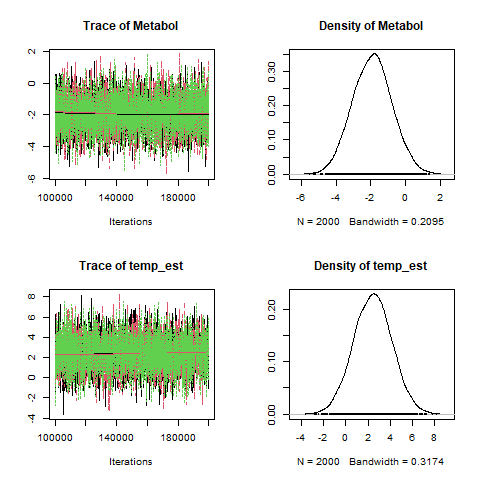 Trace of Metabol
2
0
-2
-4
-6
100000 140000 180000
Iterations
Density of Metabol
0.30
0.20
0.10
0.00
-6 -4 -2 0 2
N = 2000 Bandwidth = 0.2095
Trace of temp_est
8
6
4
2
0
-2
-4
100000 140000 180000
Iterations
Density of temp_est
0.20
0.10
0.00
-4 -2 0 2 4 6 8
N = 2000 Bandwidth = 0.3174